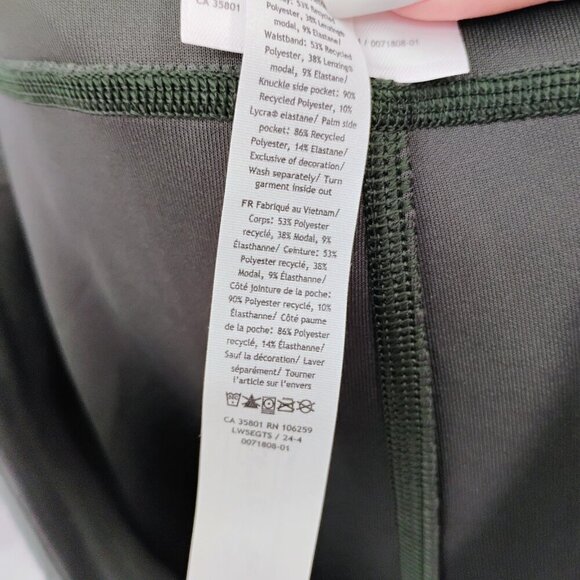 CA 35801
0071808-01
Polyester, 38% Lenzing®
modal, 9% Elastane/
Waistband: 53% Recycled
Polyester, 38% Lenzing®
modal, 9% Elastane/
Knuckle side pocket: 90%
Recycled Polyester, 10%
Lycra® elastane/ Palm side
pocket: 86% Recycled
Polyester, 14% Elastane/
Exclusive of decoration/
Wash separately/ Turn
garment inside out
FR Fabriqué au Vietnam/
Corps: 53% Polyester
recyclé, 38% Modal, 9%
Élasthanne/ Ceinture: 53%
Polyester recyclé, 38%
Modal, 9% Élasthanne/
Côté jointure de la poche:
90% Polyester recyclé, 10%
Élasthanne/ Côté paume
de la poche: 86% Polyester
recyclé, 14% Élasthanne/
Sauf la décoration/ Laver
séparément/ Tourner
l'article sur l'envers
CA 35801 RN 106259
LWSEGTS / 24-4
0071808-01